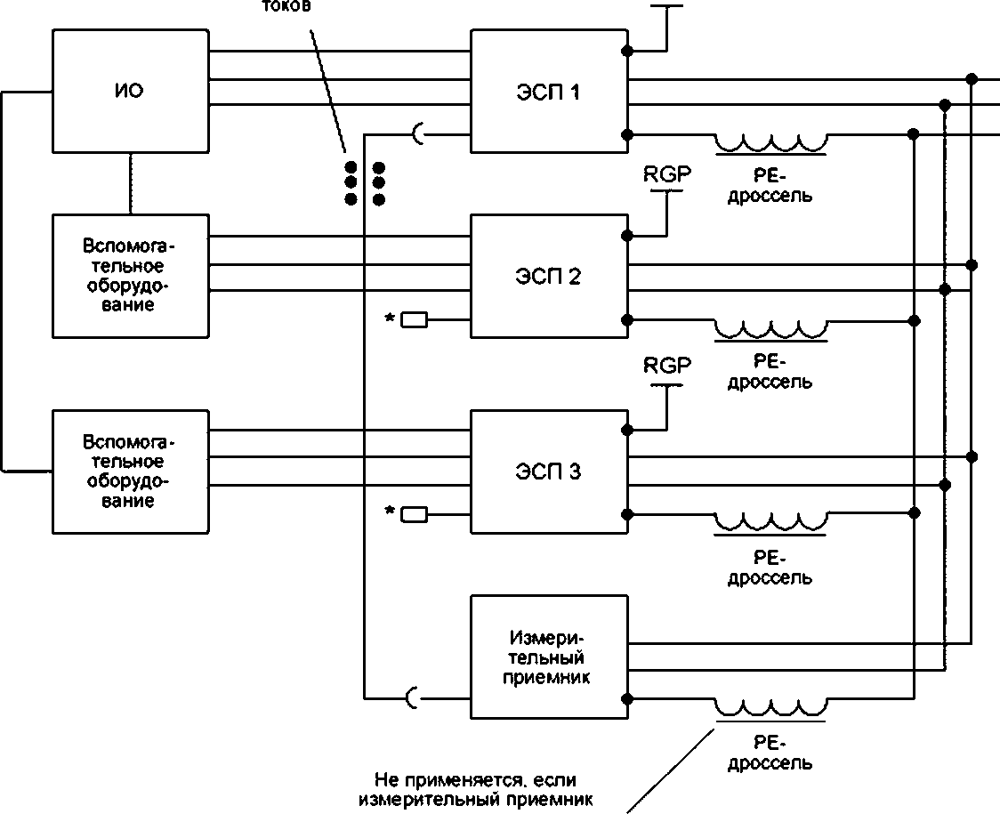 токов
ИО
ЭСП 1
RGP
PE-
дроссель
Вспомога-
тельное
оборудо-
вание
ЭСП 2
*
RGP
PE-
дроссель
Вспомога-
тельное
оборудо-
вание
ЭСП 3
*
PE-
дроссель
Измери-
тельный
приемник
PE-
дроссель
Не применяется, если
измерительный приемник